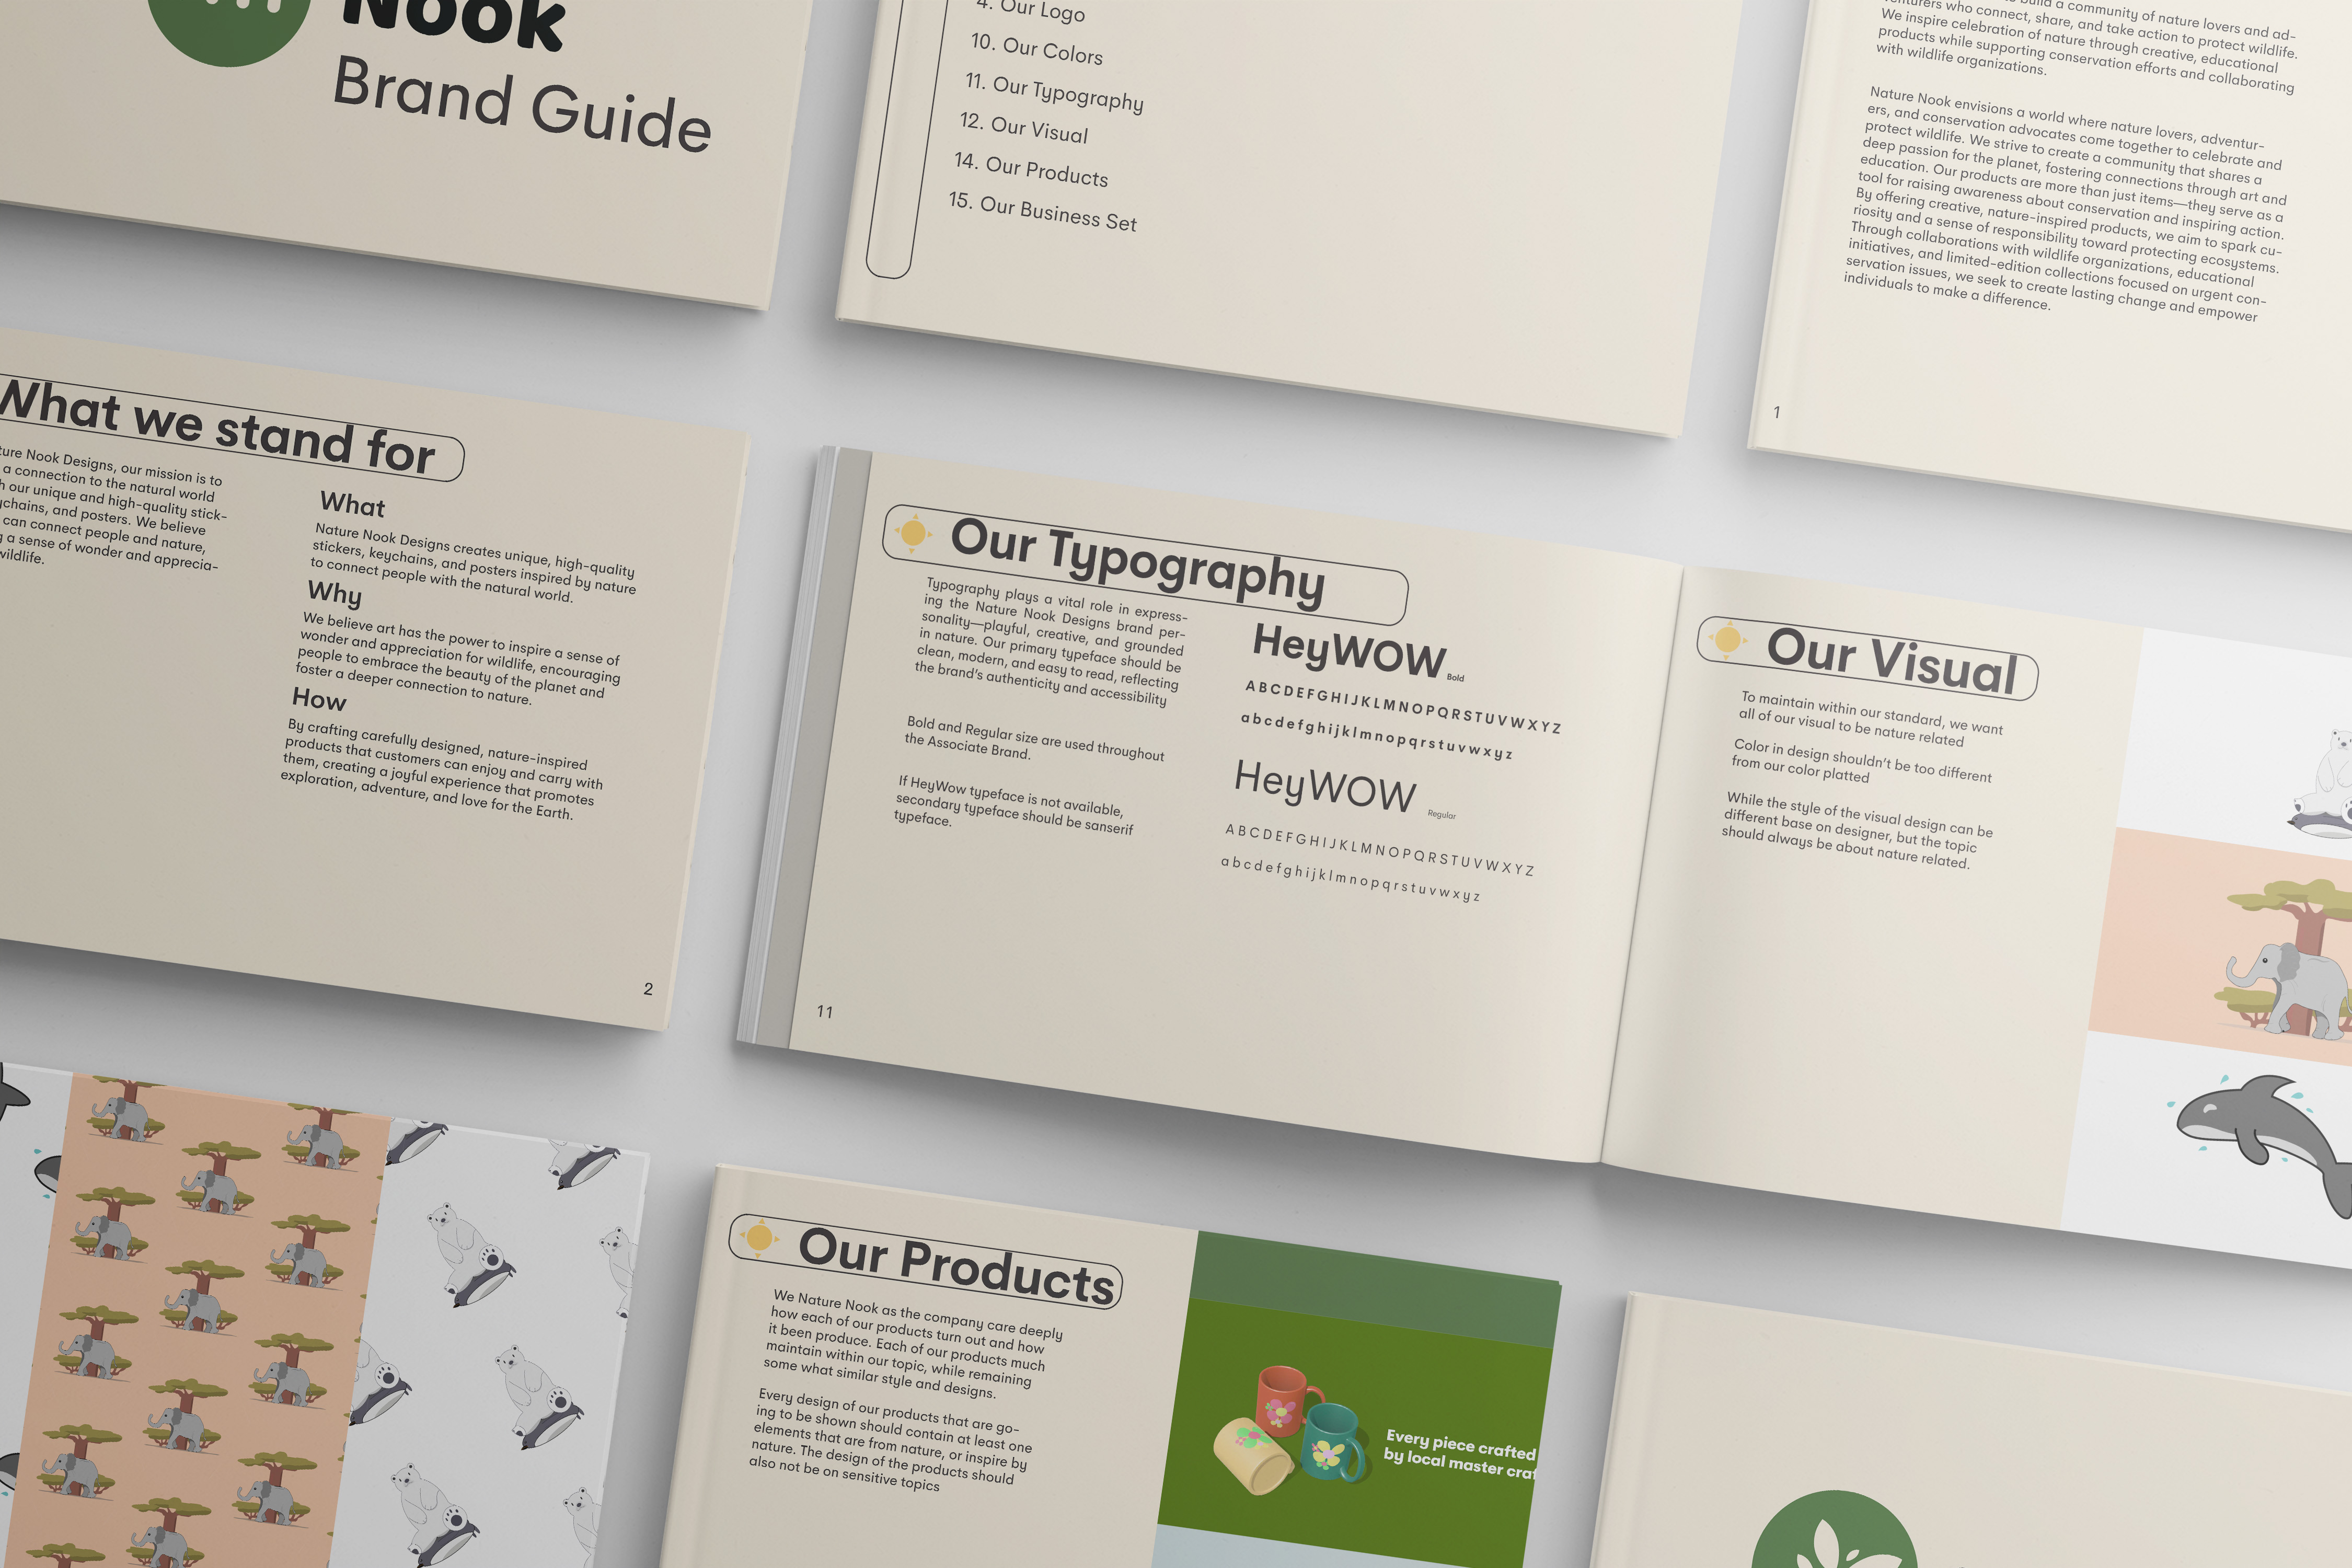 Nook
Brand Guide
4. Our Logo
10. Our Colors
11. Our Typography
12. Our Visual
14. Our Products
15. Our Business Set
build a community of nature lovers and ad-
venturers who connect, share, and take action to protect wildlife.
We inspire celebration of nature through creative, educational
products while supporting conservation efforts and collaborating
with wildlife organizations.
Nature Nook envisions a world where nature lovers, adventur-
ers, and conservation advocates come together to celebrate and
protect wildlife. We strive to create a community that shares a
deep passion for the planet, fostering connections through art and
education. Our products are more than just items—they serve as a
tool for raising awareness about conservation and inspiring action.
By offering creative, nature-inspired products, we aim to spark cu-
riosity and a sense of responsibility toward protecting ecosystems.
Through collaborations with wildlife organizations, educational
initiatives, and limited-edition collections focused on urgent con-
servation issues, we seek to create lasting change and empower
individuals to make a difference.
1
What we stand for
ture Nook Designs, our mission is to
a connection to the natural world
h our unique and high-quality stick-
ychains, and posters. We believe
can connect people and nature,
g a sense of wonder and apprecia-
wildlife.
What
Nature Nook Designs creates unique, high-quality
stickers, keychains, and posters inspired by nature
to connect people with the natural world.
Why
We believe art has the power to inspire a sense of
wonder and appreciation for wildlife, encouraging
people to embrace the beauty of the planet and
foster a deeper connection to nature.
How
By crafting carefully designed, nature-inspired
products that customers can enjoy and carry with
them, creating a joyful experience that promotes
exploration, adventure, and love for the Earth.
2
Our Typography
Typography plays a vital role in express-
ing the Nature Nook Designs brand per-
sonality—playful, creative, and grounded
in nature. Our primary typeface should be
clean, modern, and easy to read, reflecting
the brand's authenticity and accessibility
Bold and Regular size are used throughout
the Associate Brand.
If HeyWow typeface is not available,
secondary typeface should be sanserif
typeface.
HeyWOW Bold
A B C D E F G H I J K L M N O P Q R S T U V W X Y Z
a b c d e f g h i j k l m n o p q r s t u v w x y z
HeyWOW Regular
A B C D E F G H I J K L M N O P Q R S T U V W X Y Z
a b c d e f g h i j k l m n o p q r s t u v w x y z
11
Our Visual
To maintain within our standard, we want
all of our visual to be nature related
Color in design shouldn't be too different
from our color platted
While the style of the visual design can be
different base on designer, but the topic
should always be about nature related.
Our Products
We Nature Nook as the company care deeply
how each of our products turn out and how
it been produce. Each of our products much
maintain within our topic, while remaining
some what similar style and designs.
Every design of our products that are go-
ing to be shown should contain at least one
elements that are from nature, or inspire by
nature. The design of the products should
also not be on sensitive topics
Every piece crafted
by local master craf